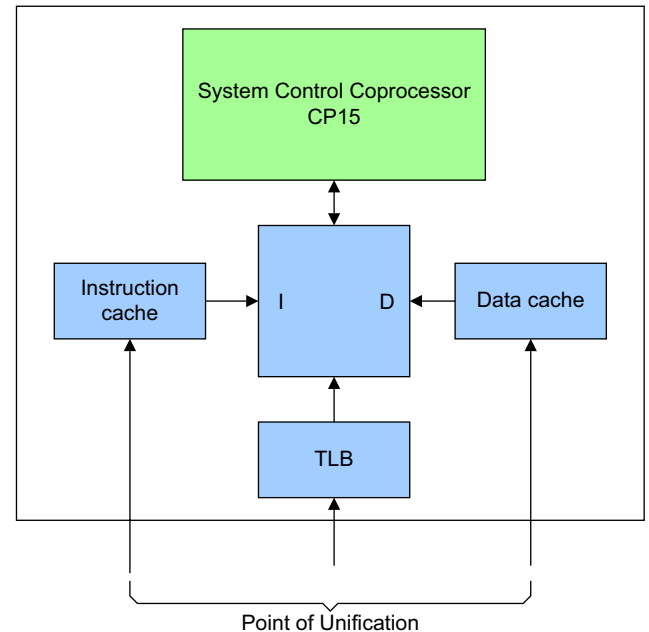 System Control Coprocessor
CP15
Instruction
cache
I
D
Data cache
TLB
Point of Unification